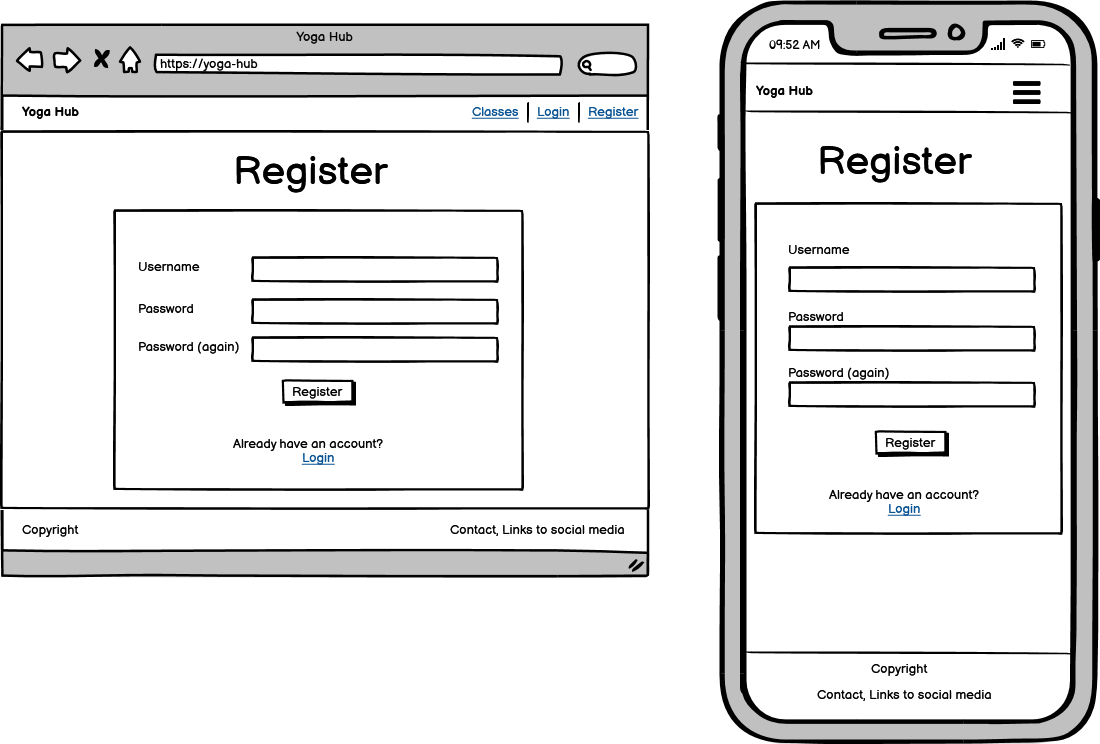 Yoga Hub
https://yoga-hub
Yoga Hub
Classes
Login
Register
Register
Username
Password
Password (again)
Register
Already have an account?
Login
Copyright
Contact, Links to social media
09:52 AM
Yoga Hub
Register
Username
Password
Password (again)
Register
Already have an account?
Login
Copyright
Contact, Links to social media